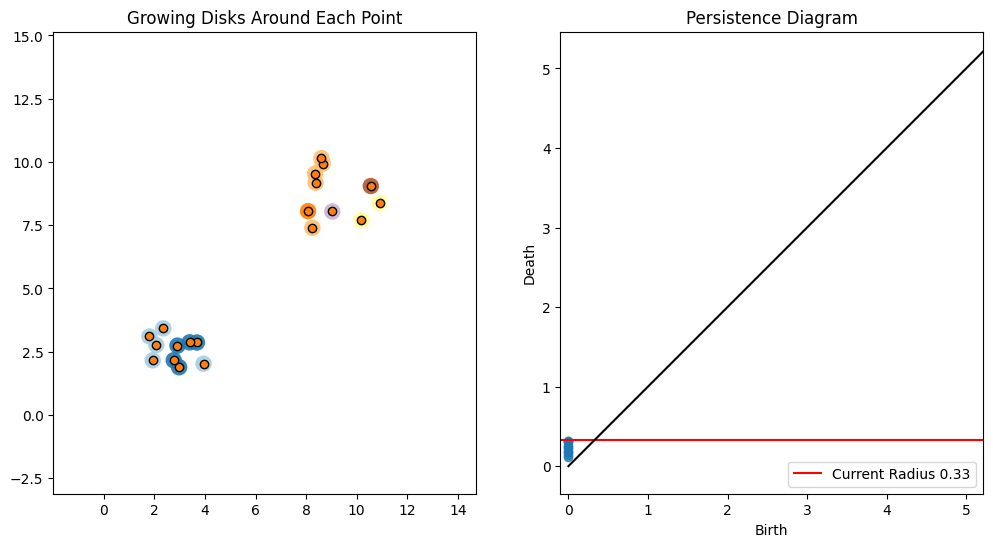 Growing Disks Around Each Point
15.0
12.5
10.0
7.5
5.0
2.5
0.0
−2.5
0 2 4 6 8 10 12 14
Persistence Diagram
Death
5
4
3
2
1
0
Current Radius 0.33
0 1 2 3 4 5
Birth